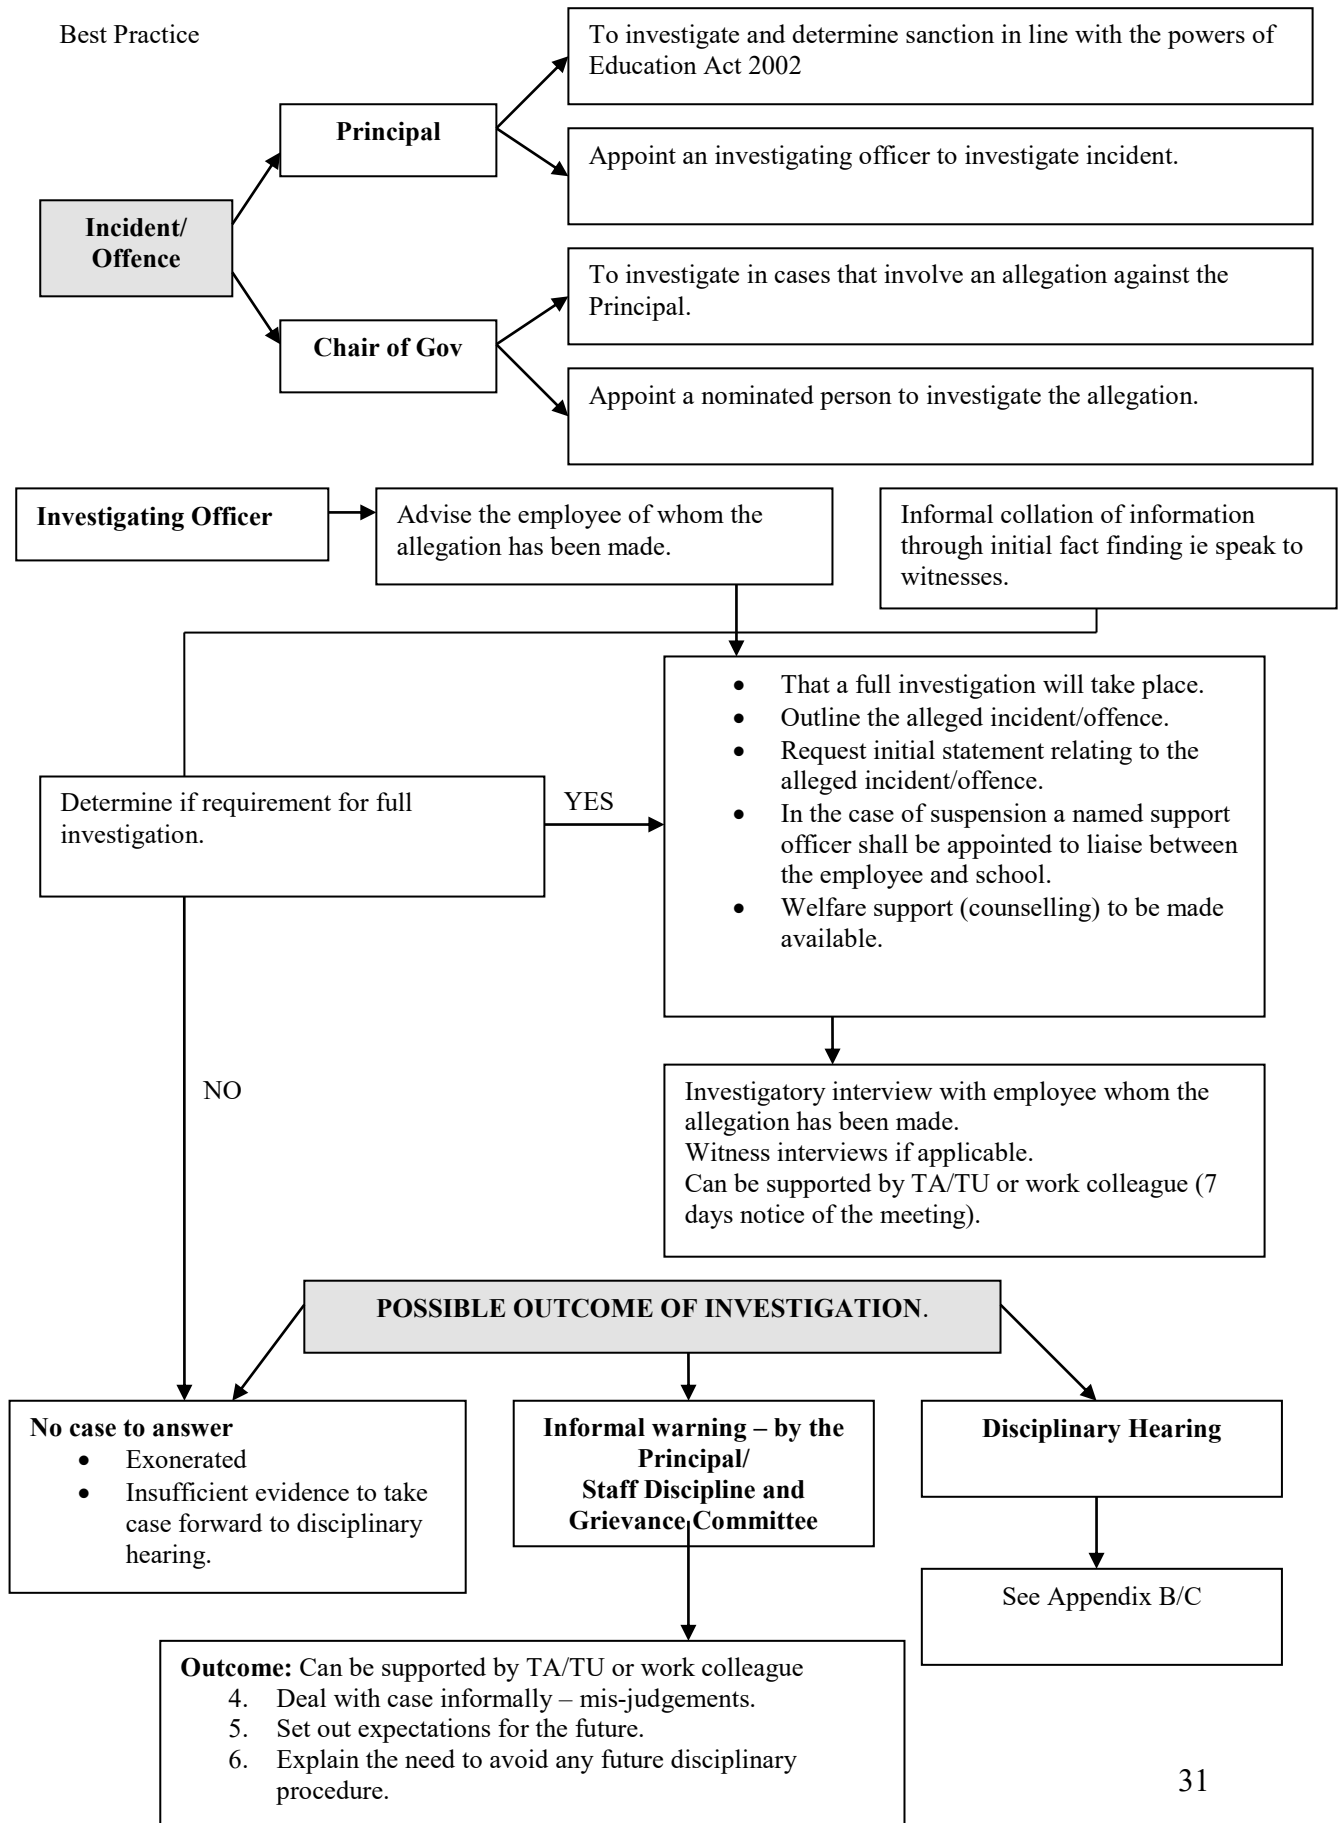 Best Practice
To investigate and determine sanction in line with the powers of
Education Act 2002
Principal
Appoint an investigating officer to investigate incident.
Incident/
Offence
To investigate in cases that involve an allegation against the
Principal.
Chair of Gov
Appoint a nominated person to investigate the allegation.
Investigating Officer
Advise the employee of whom the
allegation has been made.
Informal collation of information
through initial fact finding ie speak to
witnesses.
• That a full investigation will take place.
• Outline the alleged incident/offence.
• Request initial statement relating to the
alleged incident/offence.
• In the case of suspension a named support
officer shall be appointed to liaise between
the employee and school.
• Welfare support (counselling) to be made
available.
Determine if requirement for full
investigation.
YES
NO
Investigatory interview with employee whom the
allegation has been made.
Witness interviews if applicable.
Can be supported by TA/TU or work colleague (7
days notice of the meeting).
POSSIBLE OUTCOME OF INVESTIGATION.
No case to answer
• Exonerated
• Insufficient evidence to take
case forward to disciplinary
hearing.
Informal warning – by the
Principal/
Staff Discipline and
Grievance Committee
Disciplinary Hearing
See Appendix B/C
Outcome: Can be supported by TA/TU or work colleague
4. Deal with case informally – mis-judgements.
5. Set out expectations for the future.
6. Explain the need to avoid any future disciplinary
procedure.
31